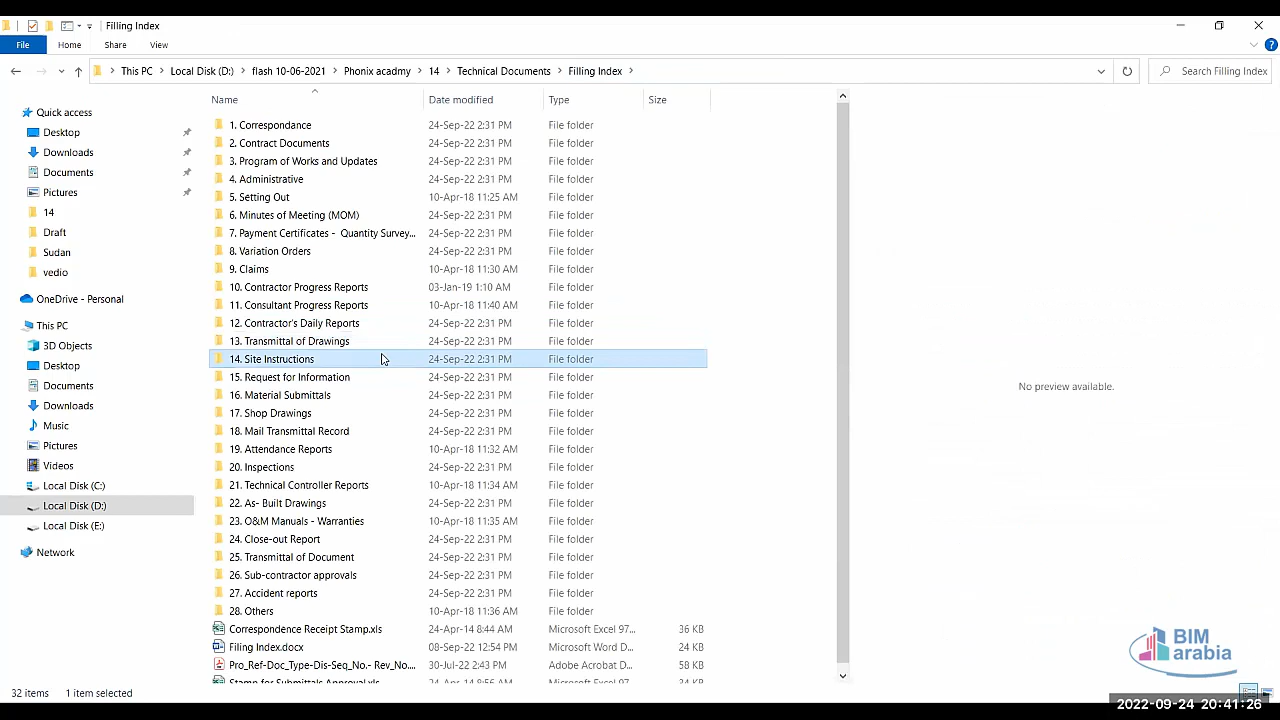 Filling Index
File Home Share View
This PC > Local Disk (D:) > flash 10-06-2021 > Phonix acadmy > 14 > Technical Documents > Filling Index >
Search Filling Index
Name Date modified Type Size
Quick access
Desktop
Downloads
Documents
Pictures
14
Draft
Sudan
vedio
OneDrive - Personal
This PC
3D Objects
Desktop
Documents
Downloads
Music
Pictures
Videos
Local Disk (C:)
Local Disk (D:)
Local Disk (E:)
Network
1. Correspondance 24-Sep-22 2:31 PM File folder
2. Contract Documents 24-Sep-22 2:31 PM File folder
3. Program of Works and Updates 24-Sep-22 2:31 PM File folder
4. Administrative 24-Sep-22 2:31 PM File folder
5. Setting Out 10-Apr-18 11:25 AM File folder
6. Minutes of Meeting (MOM) 24-Sep-22 2:31 PM File folder
7. Payment Certificates - Quantity Survey... 24-Sep-22 2:31 PM File folder
8. Variation Orders 24-Sep-22 2:31 PM File folder
9. Claims 10-Apr-18 11:30 AM File folder
10. Contractor Progress Reports 03-Jan-19 1:10 AM File folder
11. Consultant Progress Reports 10-Apr-18 11:40 AM File folder
12. Contractor's Daily Reports 24-Sep-22 2:31 PM File folder
13. Transmittal of Drawings 24-Sep-22 2:31 PM File folder
14. Site Instructions 24-Sep-22 2:31 PM File folder
15. Request for Information 24-Sep-22 2:31 PM File folder
16. Material Submittals 24-Sep-22 2:31 PM File folder
17. Shop Drawings 24-Sep-22 2:31 PM File folder
18. Mail Transmittal Record 24-Sep-22 2:31 PM File folder
19. Attendance Reports 10-Apr-18 11:32 AM File folder
20. Inspections 24-Sep-22 2:31 PM File folder
21. Technical Controller Reports 10-Apr-18 11:34 AM File folder
22. As- Built Drawings 24-Sep-22 2:31 PM File folder
23. O&M Manuals - Warranties 10-Apr-18 11:35 AM File folder
24. Close-out Report 24-Sep-22 2:31 PM File folder
25. Transmittal of Document 24-Sep-22 2:31 PM File folder
26. Sub-contractor approvals 24-Sep-22 2:31 PM File folder
27. Accident reports 24-Sep-22 2:31 PM File folder
28. Others 10-Apr-18 11:36 AM File folder
Correspondence Receipt Stamp.xls 24-Apr-14 8:44 AM Microsoft Excel 97... 36 KB
Filing Index.docx 08-Sep-22 12:54 PM Microsoft Word D... 24 KB
Pro_Ref-Doc_Type-Dis-Seq_No.- Rev_No.... 30-Jul-22 2:43 PM Adobe Acrobat D... 58 KB
Stamp for Submittals Approval.xls 24-Apr-14 8:56 AM Microsoft Excel 97... 34 KB
No preview available.
BIM
arabia
32 items 1 item selected
2022-09-24 20:41:26